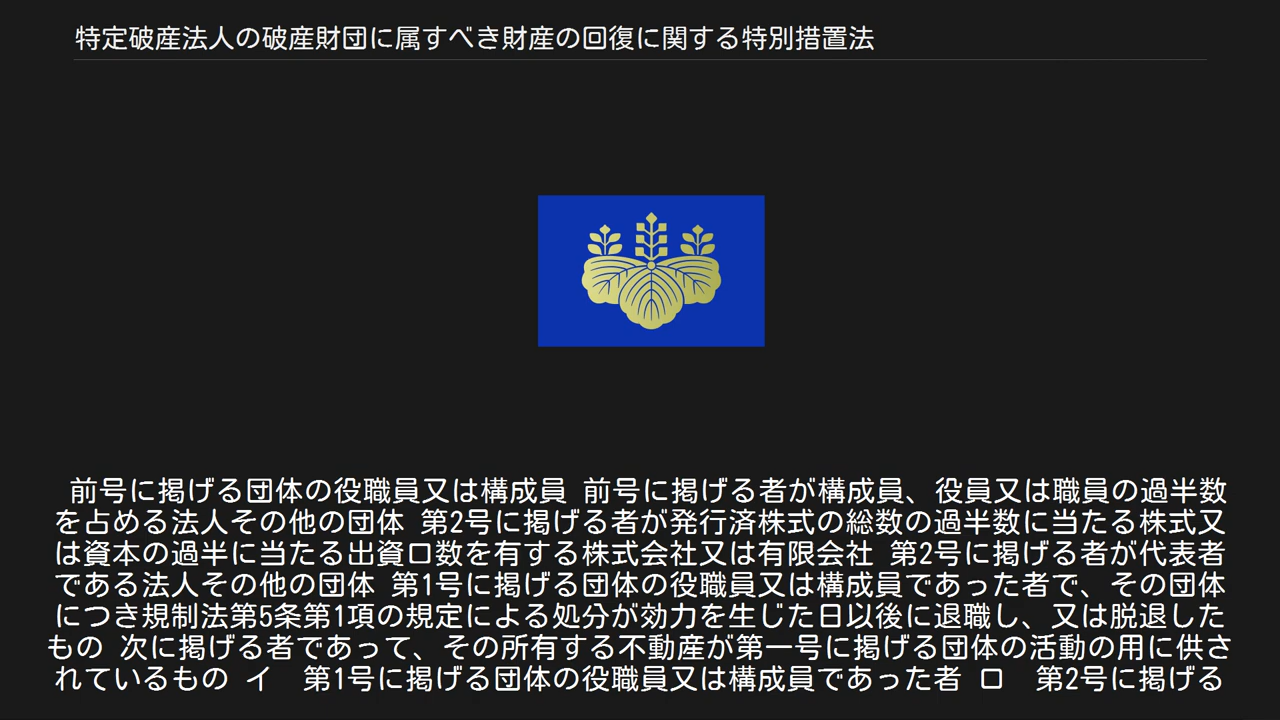 特定破産法人の破産財団に属すべき財産の回復に関する特別措置法
前号に掲げる団体の役職員又は構成員 前号に掲げる者が構成員、役員又は職員の過半数
を占める法人その他の団体 第2号に掲げる者が発行済株式の総数の過半数に当たる株式又
は資本の過半に当たる出資口数を有する株式会社又は有限会社 第2号に掲げる者が代表者
である法人その他の団体 第1号に掲げる団体の役職員又は構成員であった者で、その団体
につき規制法第5条第1項の規定による処分が効力を生じた日以後に退職し、又は脱退した
もの 次に掲げる者であって、その所有する不動産が第一号に掲げる団体の活動の用に供さ
れているもの イ　第1号に掲げる団体の役職員又は構成員であった者 ロ　第2号に掲げる